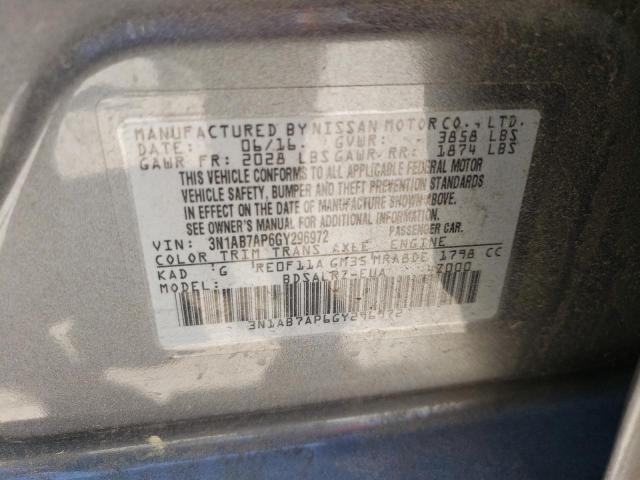 MANUFACTURED BY NISSAN MOTOR CO., LTD.
DATE: 06/16. GVWR: 3858 LBS
GAWR FR: 2028 LBS GAWR RR: 1874 LBS
THIS VEHICLE CONFORMS TO ALL APPLICABLE FEDERAL MOTOR
VEHICLE SAFETY, BUMPER AND THEFT PREVENTION STANDARDS
IN EFFECT ON THE DATE OF MANUFACTURE SHOWN ABOVE.
SEE OWNER'S MANUAL FOR ADDITIONAL INFORMATION.
VIN: 3N1AB7AP6GY296972 PASSENGER CAR.
COLOR TRIM TRANS AXLE ENGINE
KAD G RE0F11A GM35 MRA8DE 1798 CC
MODEL: BDSALRZ-EUA
3N1AB7AP6GY296972